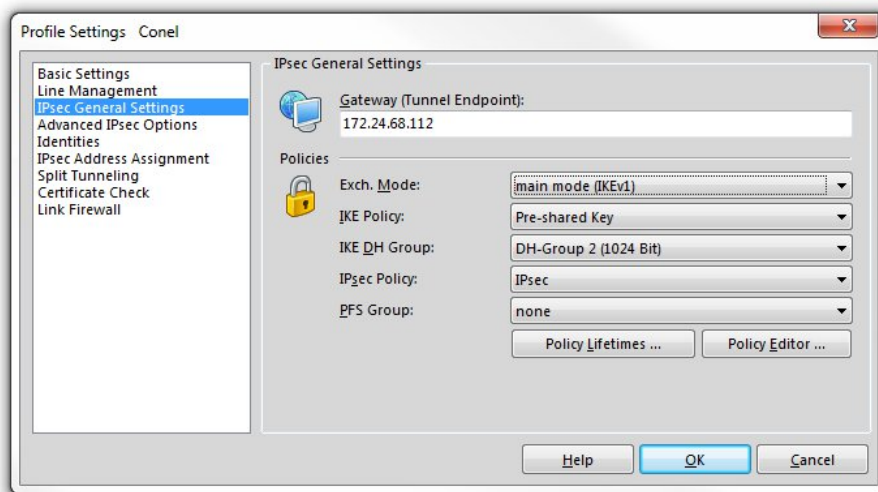 Profile Settings Conel
Basic Settings
Line Management
IPsec General Settings
Advanced IPsec Options
Identities
IPsec Address Assignment
Split Tunneling
Certificate Check
Link Firewall
IPsec General Settings
Gateway (Tunnel Endpoint):
172.24.68.112
Policies
Exch. Mode: main mode (IKEv1)
IKE Policy: Pre-shared Key
IKE DH Group: DH-Group 2 (1024 Bit)
IPsec Policy: IPsec
PFS Group: none
Policy Lifetimes ... Policy Editor ...
Help OK Cancel